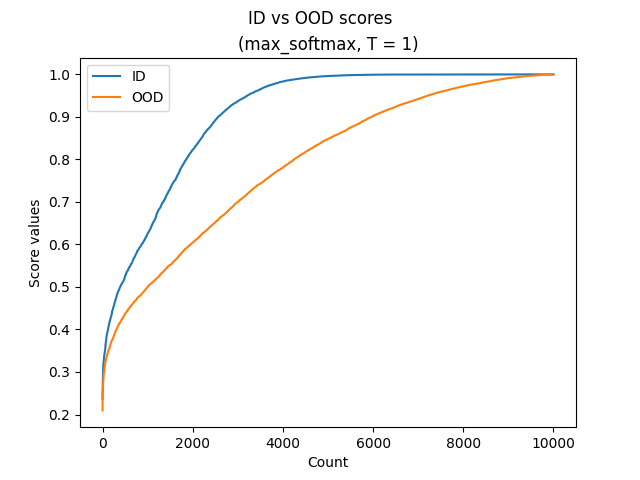 ID vs OOD scores
(max_softmax, T = 1)
ID
OOD
Score values
1.0
0.9
0.8
0.7
0.6
0.5
0.4
0.3
0.2
0 2000 4000 6000 8000 10000
Count